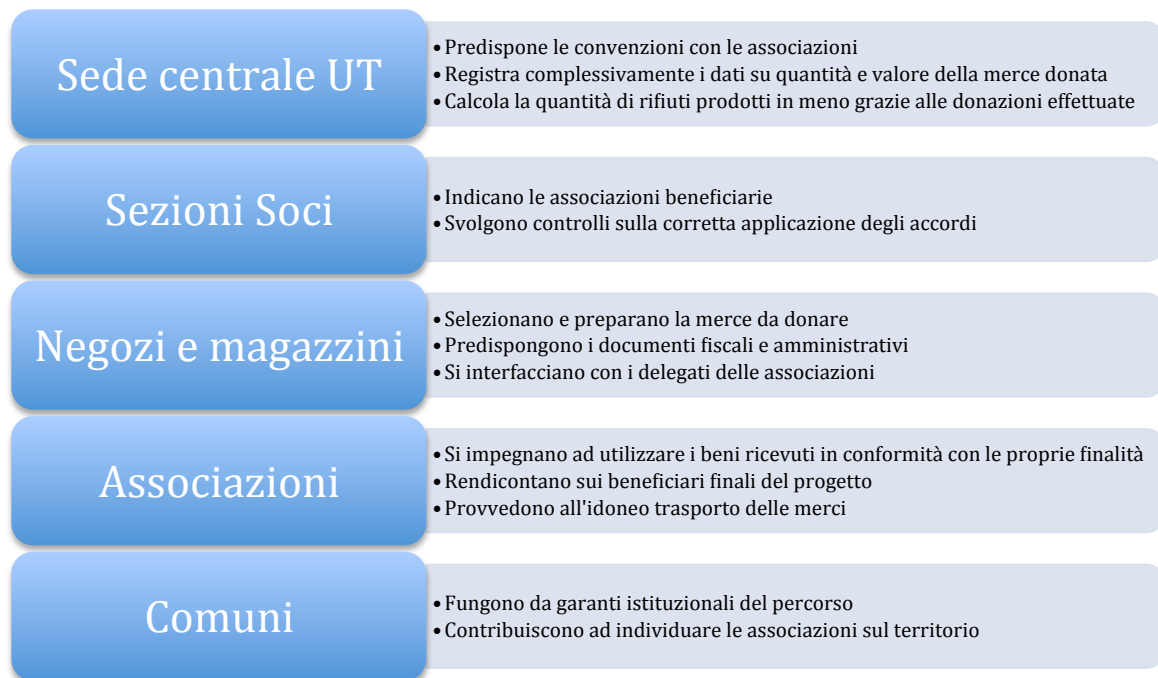 Sede centrale UT
• Predispone le convenzioni con le associazioni
• Registra complessivamente i dati su quantità e valore della merce donata
• Calcola la quantità di rifiuti prodotti in meno grazie alle donazioni effettuate
Sezioni Soci
• Indicano le associazioni beneficiarie
• Svolgono controlli sulla corretta applicazione degli accordi
Negozi e magazzini
• Selezionano e preparano la merce da donare
• Predispongono i documenti fiscali e amministrativi
• Si interfacciano con i delegati delle associazioni
Associazioni
• Si impegnano ad utilizzare i beni ricevuti in conformità con le proprie finalità
• Rendicontano sui beneficiari finali del progetto
• Provvedono all'idoneo trasporto delle merci
Comuni
• Fungono da garanti istituzionali del percorso
• Contribuiscono ad individuare le associazioni sul territorio